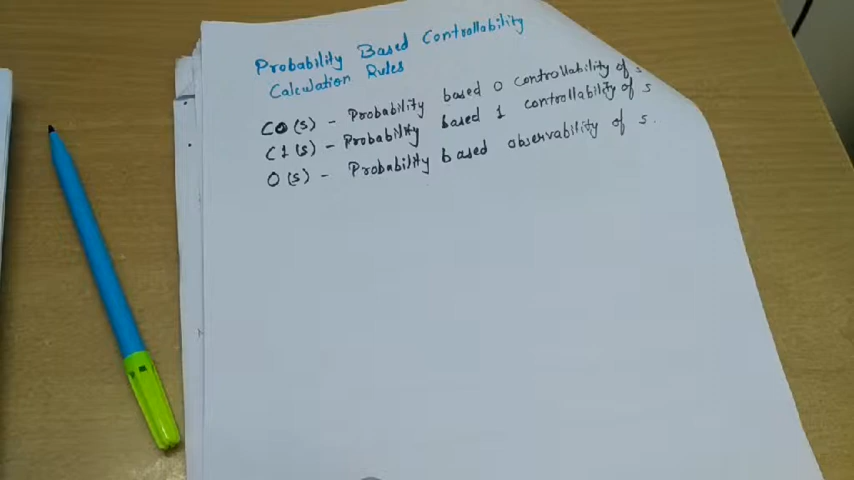 Probability Based Controllability
Calculation Rules
C0(s) - Probability based 0 controllability of s
C1(s) - Probability based 1 controllability of s
O(s) - Probability based observability of s.